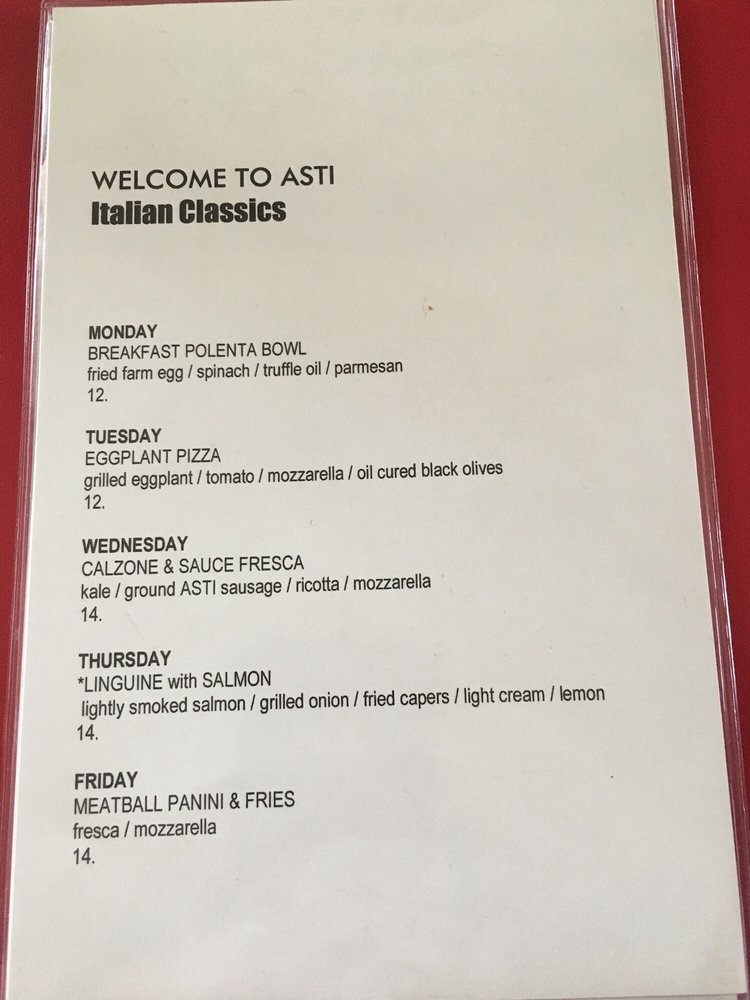 WELCOME TO ASTI
Italian Classics
MONDAY
BREAKFAST POLENTA BOWL
fried farm egg / spinach / truffle oil / parmesan
12.
TUESDAY
EGGPLANT PIZZA
grilled eggplant / tomato / mozzarella / oil cured black olives
12.
WEDNESDAY
CALZONE & SAUCE FRESCA
kale / ground ASTI sausage / ricotta / mozzarella
14.
THURSDAY
*LINGUINE with SALMON
lightly smoked salmon / grilled onion / fried capers / light cream / lemon
14.
FRIDAY
MEATBALL PANINI & FRIES
fresca / mozzarella
14.